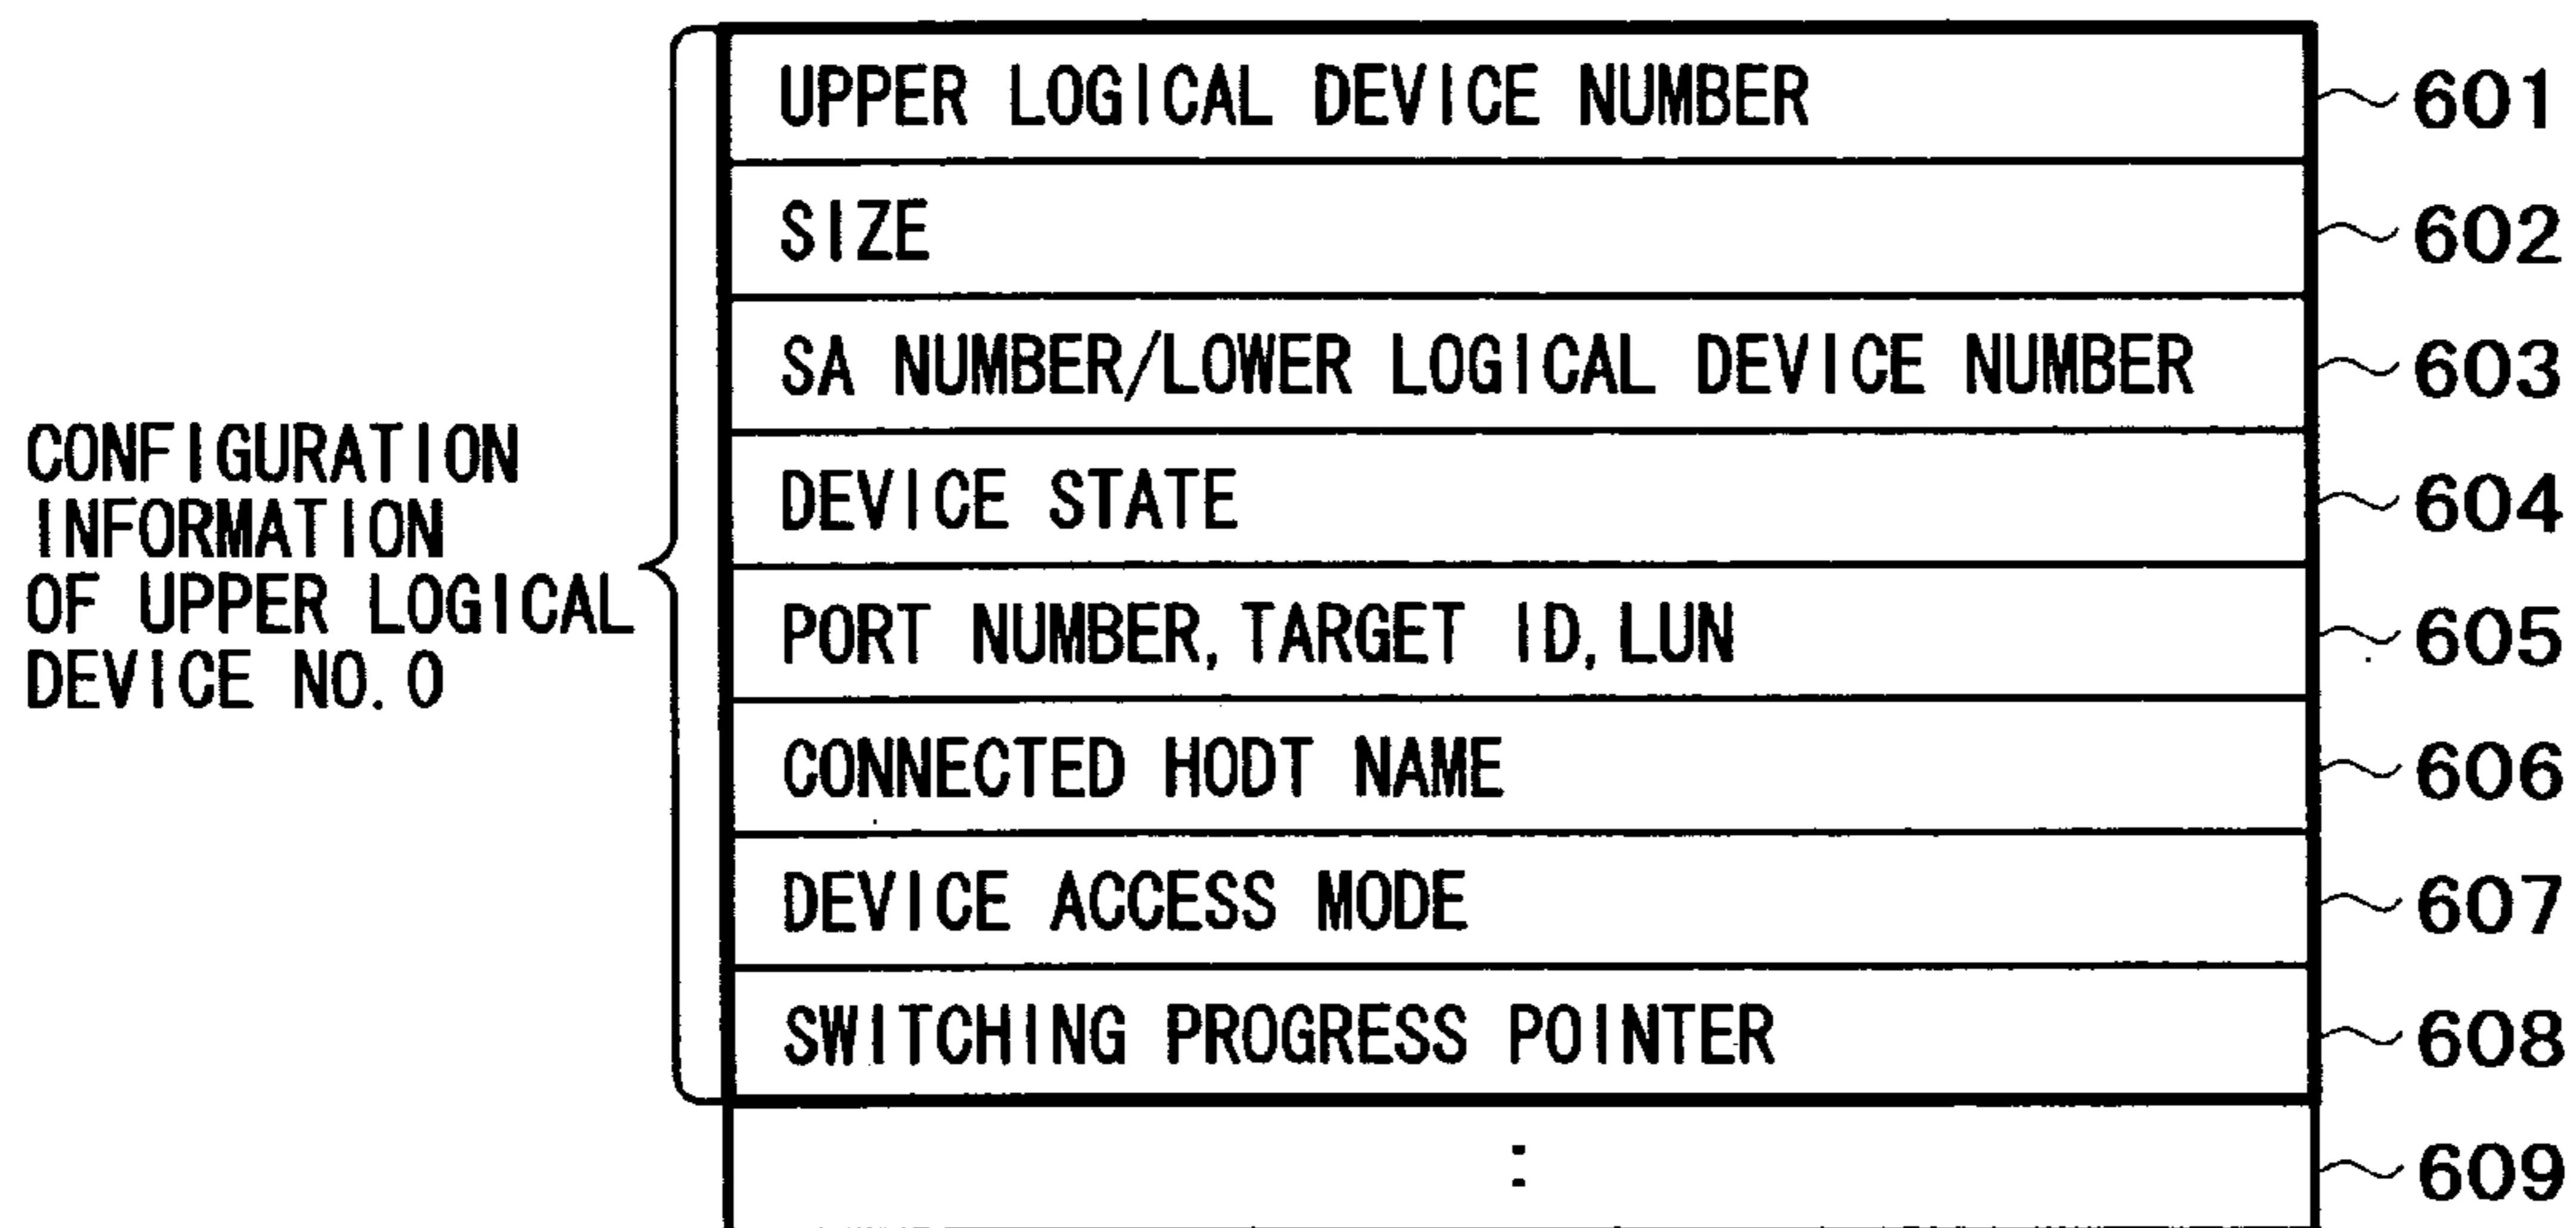 UPPER LOGICAL DEVICE NUMBER 601
SIZE 602
SA NUMBER/LOWER LOGICAL DEVICE NUMBER 603
DEVICE STATE 604
PORT NUMBER, TARGET ID, LUN 605
CONNECTED HODT NAME 606
DEVICE ACCESS MODE 607
SWITCHING PROGRESS POINTER 608
: 609
CONFIGURATION
INFORMATION
OF UPPER LOGICAL
DEVICE NO. 0